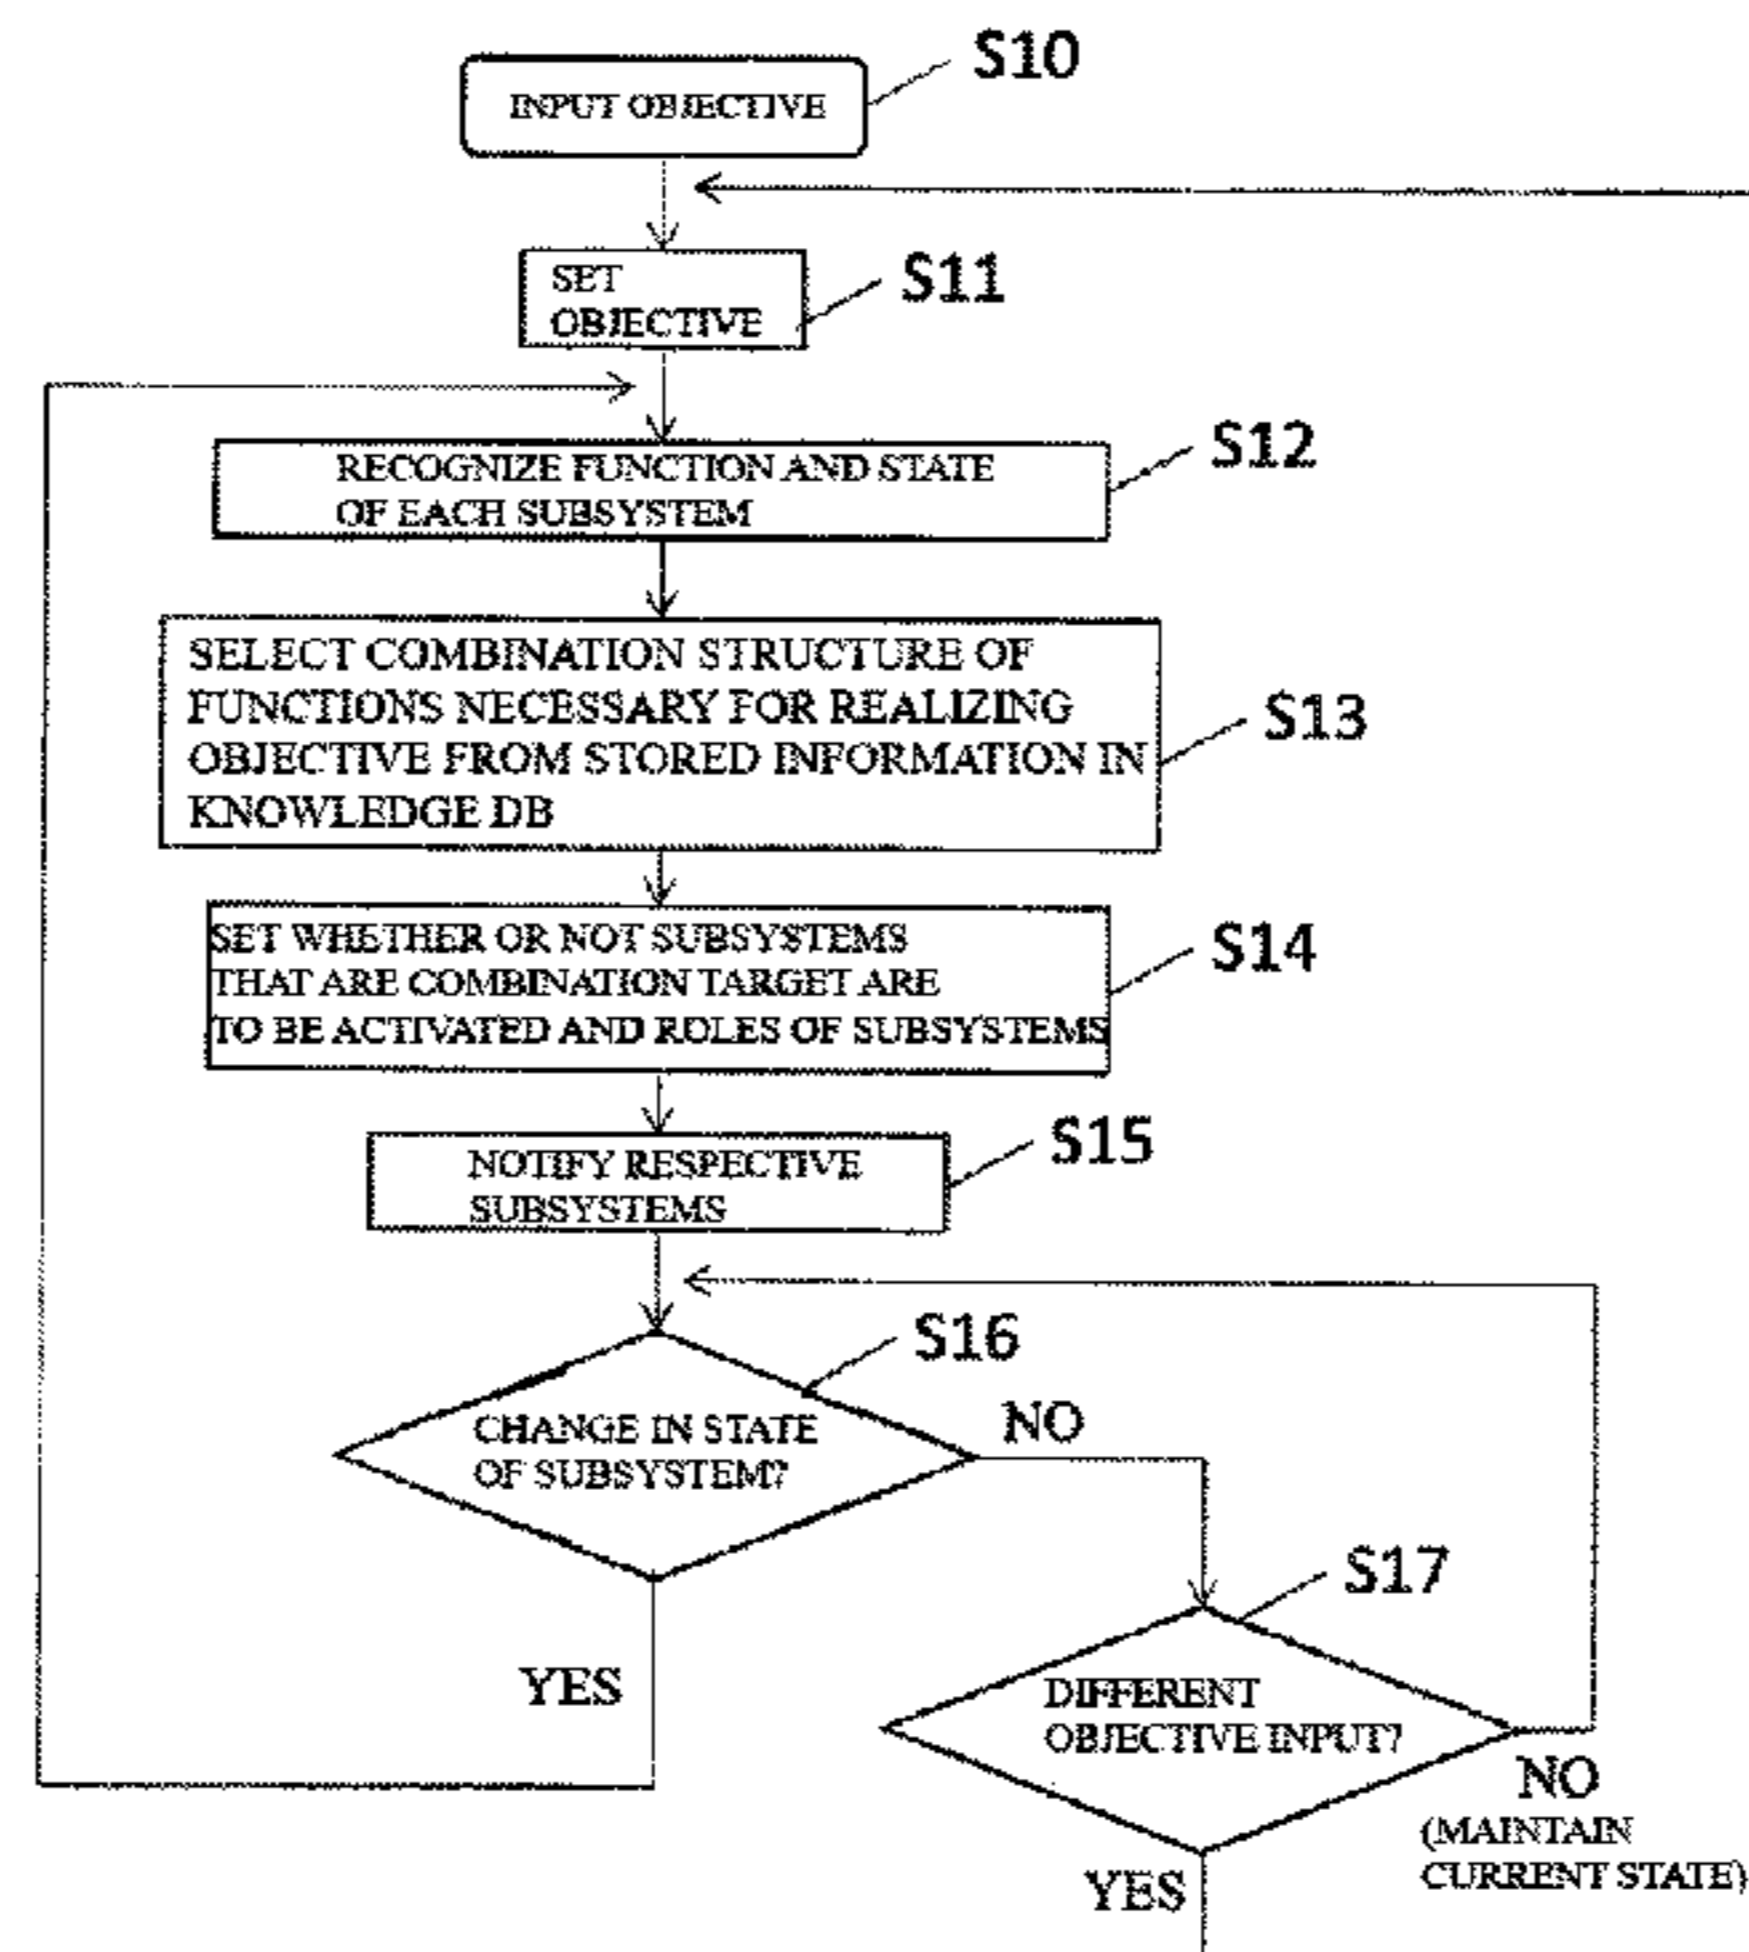 S10
INPUT OBJECTIVE
S11
SET
OBJECTIVE
S12
RECOGNIZE FUNCTION AND STATE
OF EACH SUBSYSTEM
S13
SELECT COMBINATION STRUCTURE OF
FUNCTIONS NECESSARY FOR REALIZING
OBJECTIVE FROM STORED INFORMATION IN
KNOWLEDGE DB
S14
SET WHETHER OR NOT SUBSYSTEMS
THAT ARE COMBINATION TARGET ARE
TO BE ACTIVATED AND ROLES OF SUBSYSTEMS
S15
NOTIFY RESPECTIVE
SUBSYSTEMS
S16
CHANGE IN STATE
OF SUBSYSTEM?
NO
YES
S17
DIFFERENT
OBJECTIVE INPUT?
NO
(MAINTAIN
CURRENT STATE)
YES